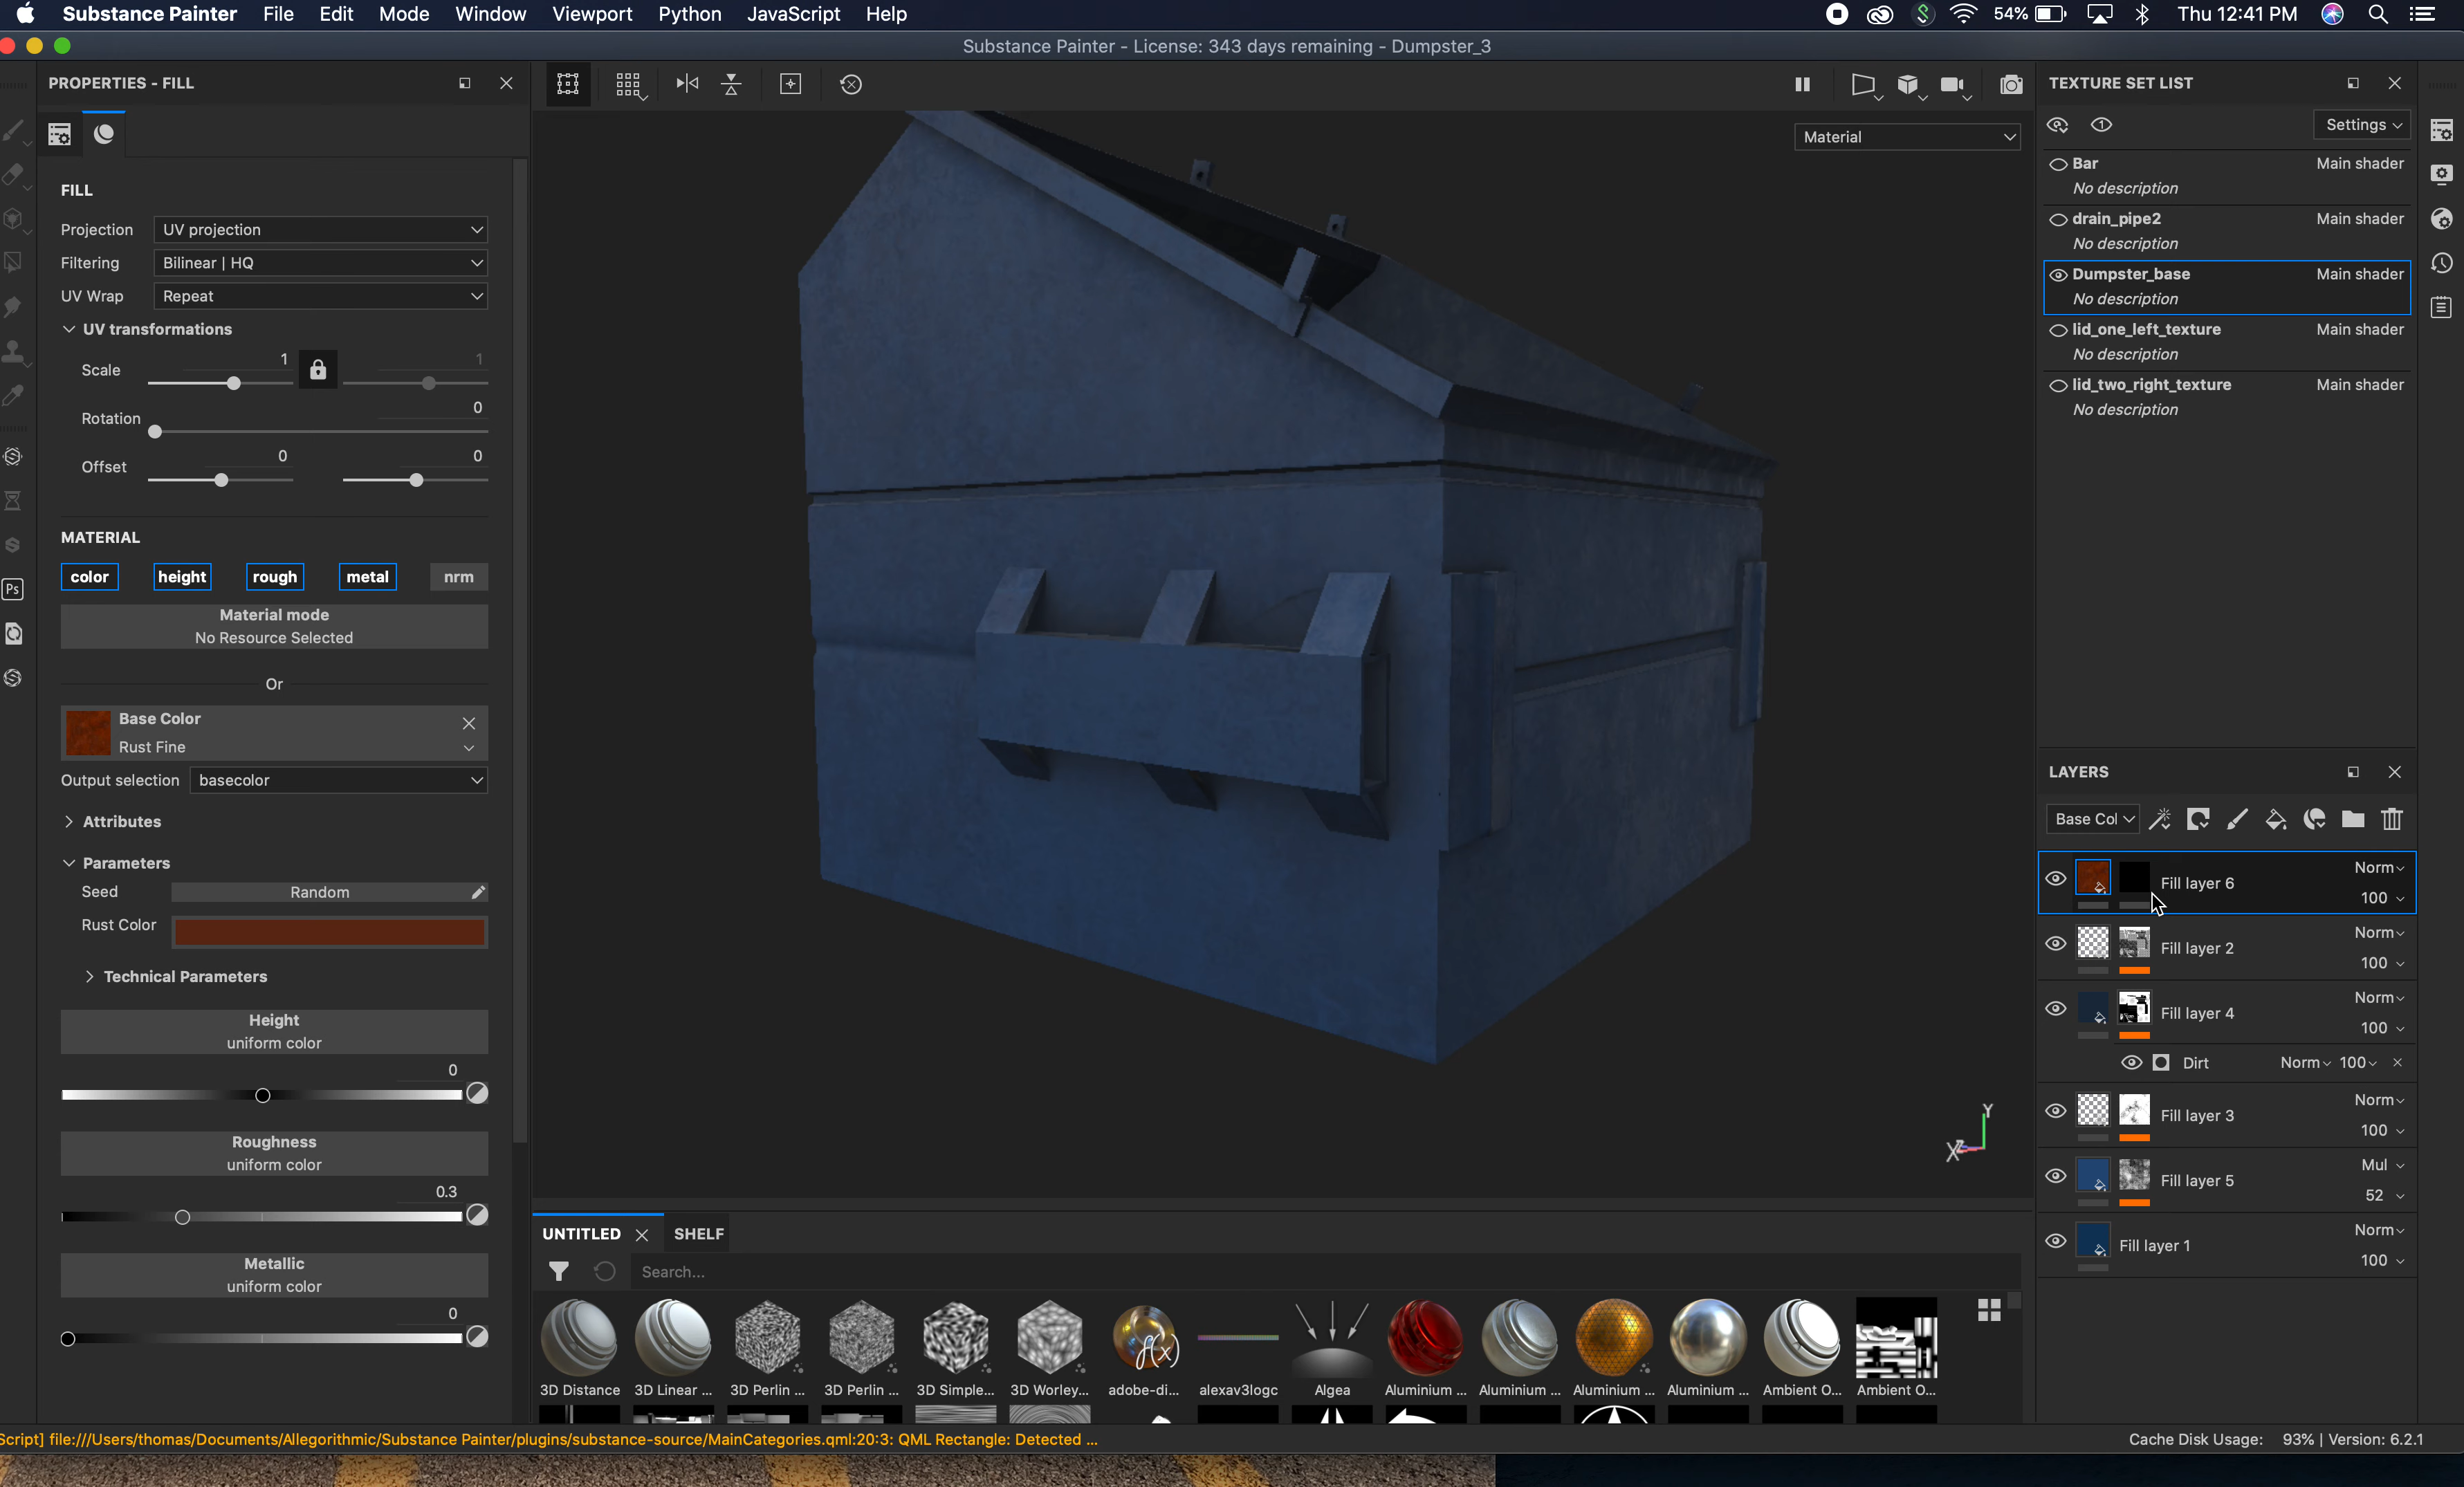 Substance Painter File Edit Mode Window Viewport Python JavaScript Help 54% Thu 12:41 PM
Substance Painter - License: 343 days remaining - Dumpster_3
PROPERTIES - FILL
FILL
Projection UV projection
Filtering Bilinear | HQ
UV Wrap Repeat
UV transformations
Scale 1 1
Rotation 0
Offset 0 0
MATERIAL
color height rough metal nrm
Material mode
No Resource Selected
Or
Base Color
Rust Fine
Output selection basecolor
Attributes
Parameters
Seed Random
Rust Color
Technical Parameters
Height
uniform color
0
Roughness
uniform color
0.3
Metallic
uniform color
0
Ps
Material
Y
X
UNTITLED SHELF
Search...
3D Distance 3D Linear ... 3D Perlin ... 3D Perlin ... 3D Simple... 3D Worley... adobe-di... alexav3logc Algea Aluminium ... Aluminium ... Aluminium ... Aluminium ... Ambient O... Ambient O...
TEXTURE SET LIST
Settings
Bar Main shader
No description
drain_pipe2 Main shader
No description
Dumpster_base Main shader
No description
lid_one_left_texture Main shader
No description
lid_two_right_texture Main shader
No description
LAYERS
Base Col
Fill layer 6 Norm 100
Fill layer 2 Norm 100
Fill layer 4 Norm 100
Dirt Norm 100
Fill layer 3 Norm 100
Fill layer 5 Mul 52
Fill layer 1 Norm 100
Script] file:///Users/thomas/Documents/Allegorithmic/Substance Painter/plugins/substance-source/MainCategories.qml:20:3: QML Rectangle: Detected ...
Cache Disk Usage: 93% | Version: 6.2.1